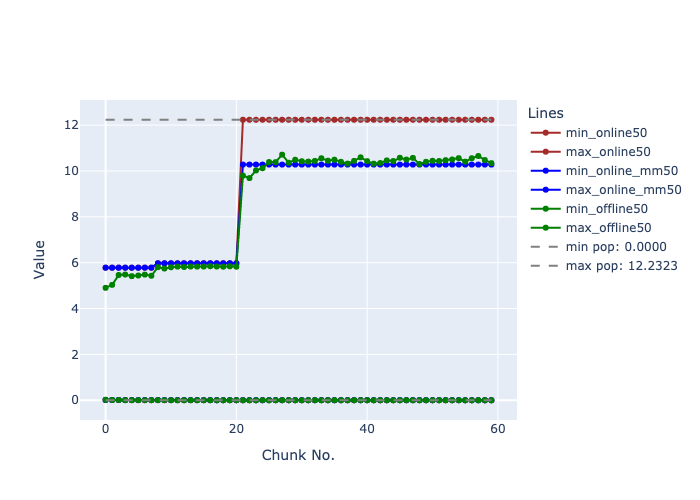 Lines
min_online50
max_online50
min_online_mm50
max_online_mm50
min_offline50
max_offline50
min pop: 0.0000
max pop: 12.2323
Value
12
10
8
6
4
2
0
0
20
40
60
Chunk No.